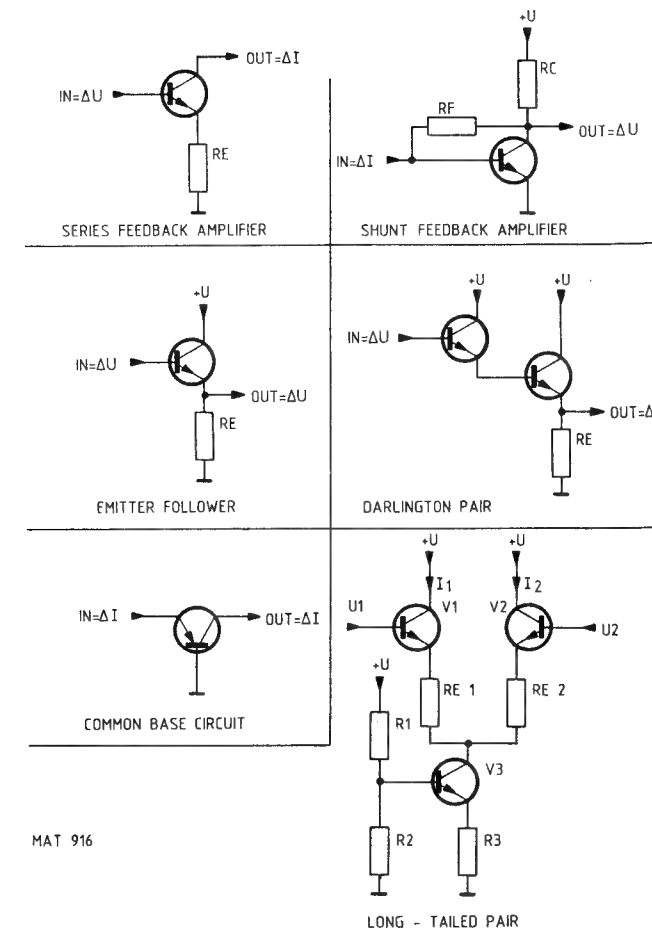 OUT=ΔI
IN=ΔU
RE
SERIES FEEDBACK AMPLIFIER
+U
RC
RF
OUT=ΔU
IN=ΔI
SHUNT FEEDBACK AMPLIFIER
+U
IN=ΔU
OUT=ΔU
RE
EMITTER FOLLOWER
+U +U
IN=ΔU
OUT=Δ
RE
DARLINGTON PAIR
IN=ΔI OUT=ΔI
COMMON BASE CIRCUIT
+U +U
I1 I2
U1 V1 V2 U2
+U
RE 1 RE 2
R1
V3
R2 R3
LONG - TAILED PAIR
MAT 916